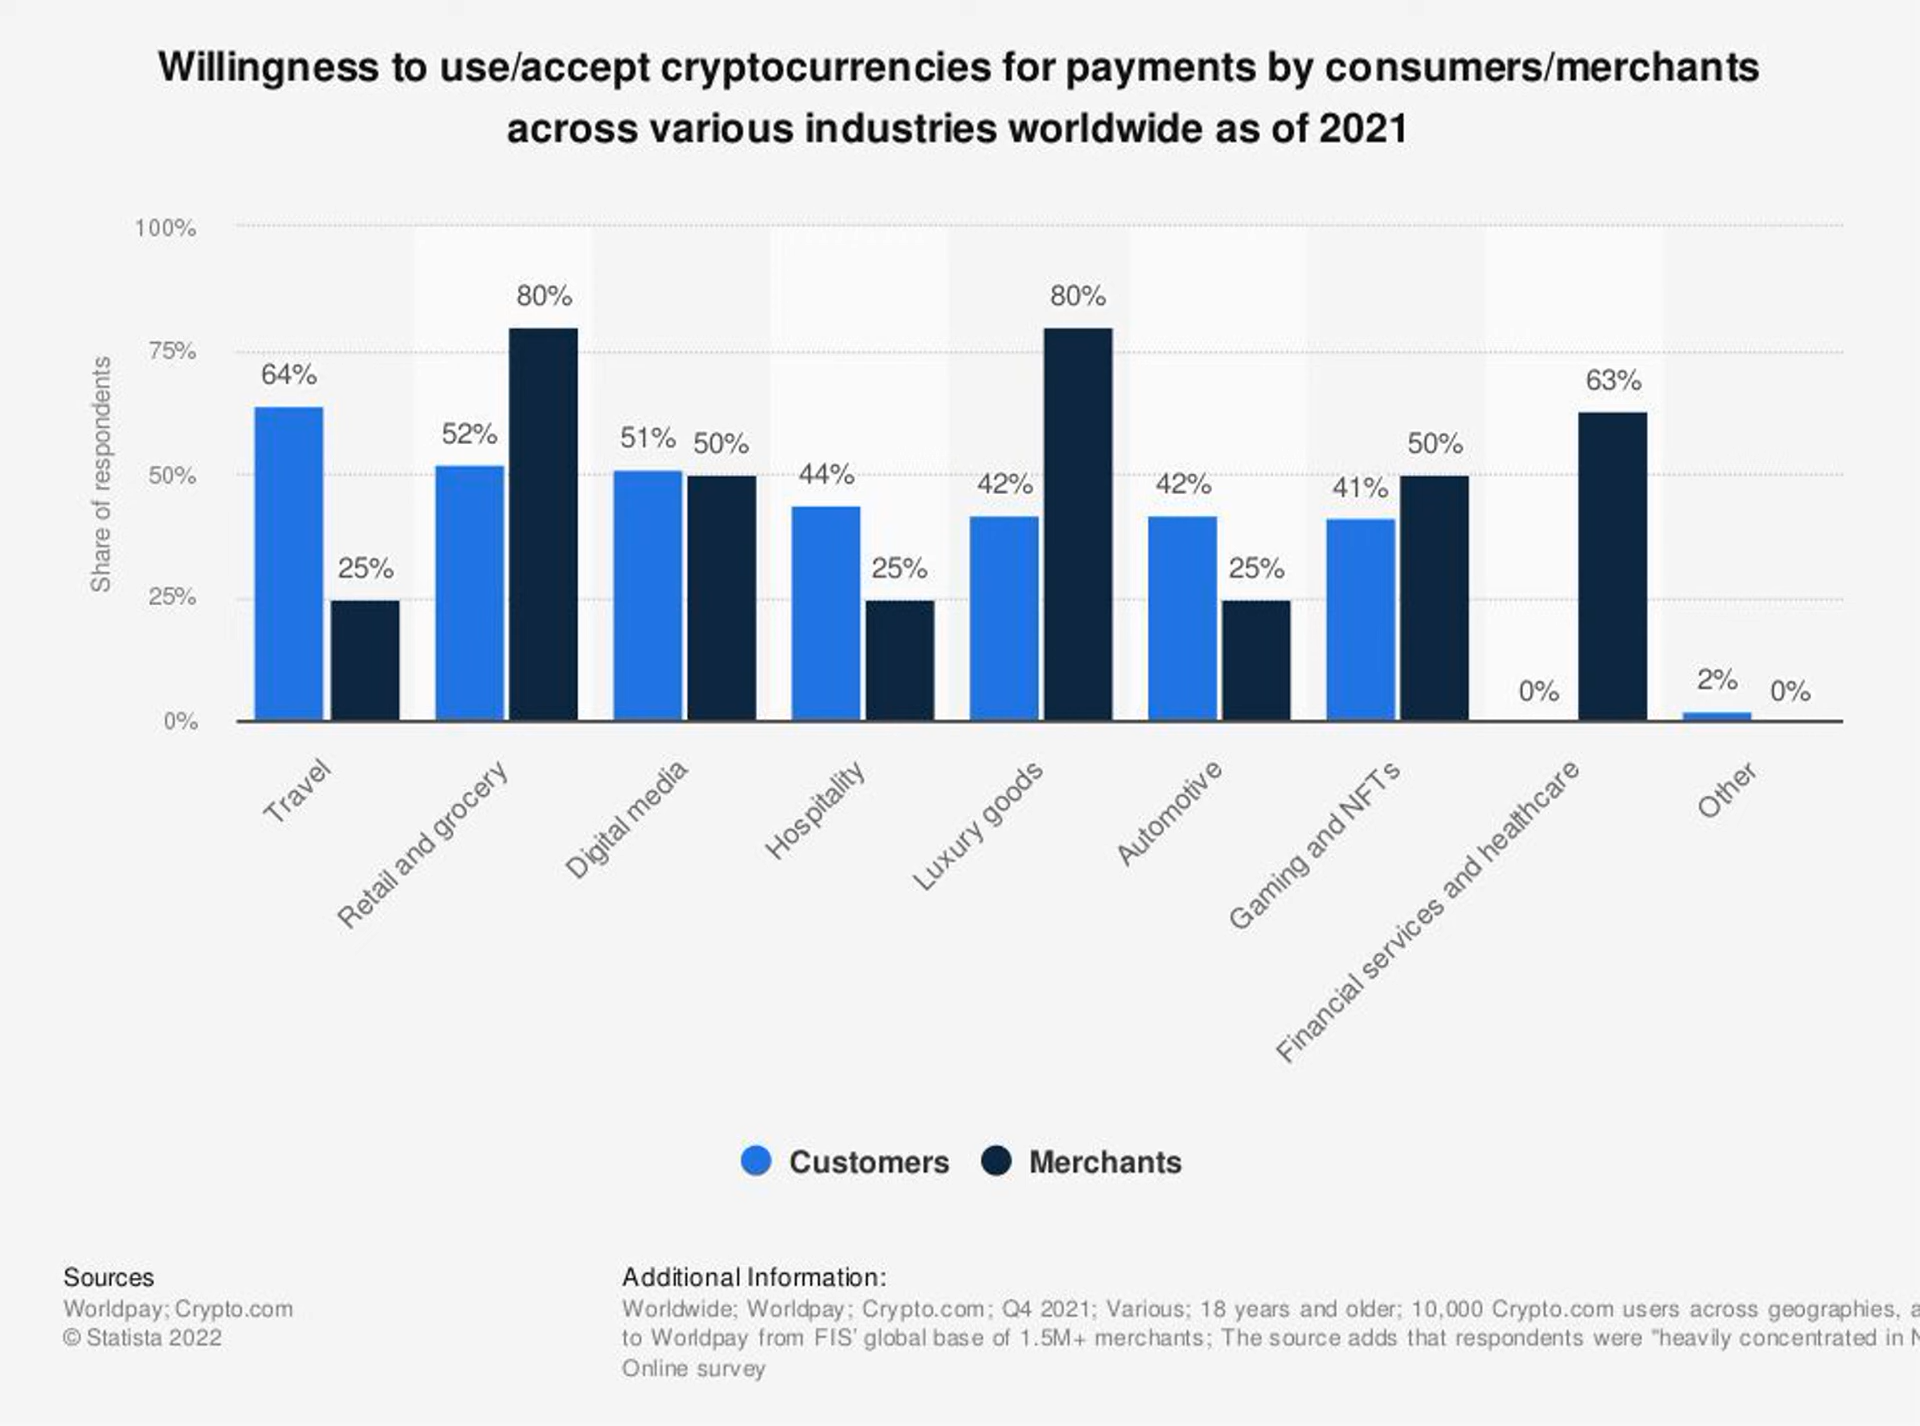 Willingness to use/accept cryptocurrencies for payments by consumers/merchants
across various industries worldwide as of 2021
Share of respondents
100%
75%
50%
25%
0%
64%
25%
52%
80%
51%
50%
44%
25%
42%
80%
42%
25%
41%
50%
0%
63%
2%
0%
Travel
Retail and grocery
Digital media
Hospitality
Luxury goods
Automotive
Gaming and NFTs
Financial services and healthcare
Other
Customers
Merchants
Sources
Worldpay; Crypto.com
© Statista 2022
Additional Information:
Worldwide; Worldpay; Crypto.com; Q4 2021; Various; 18 years and older; 10,000 Crypto.com users across geographies,
to Worldpay from FIS' global base of 1.5M+ merchants; The source adds that respondents were "heavily concentrated in
Online survey